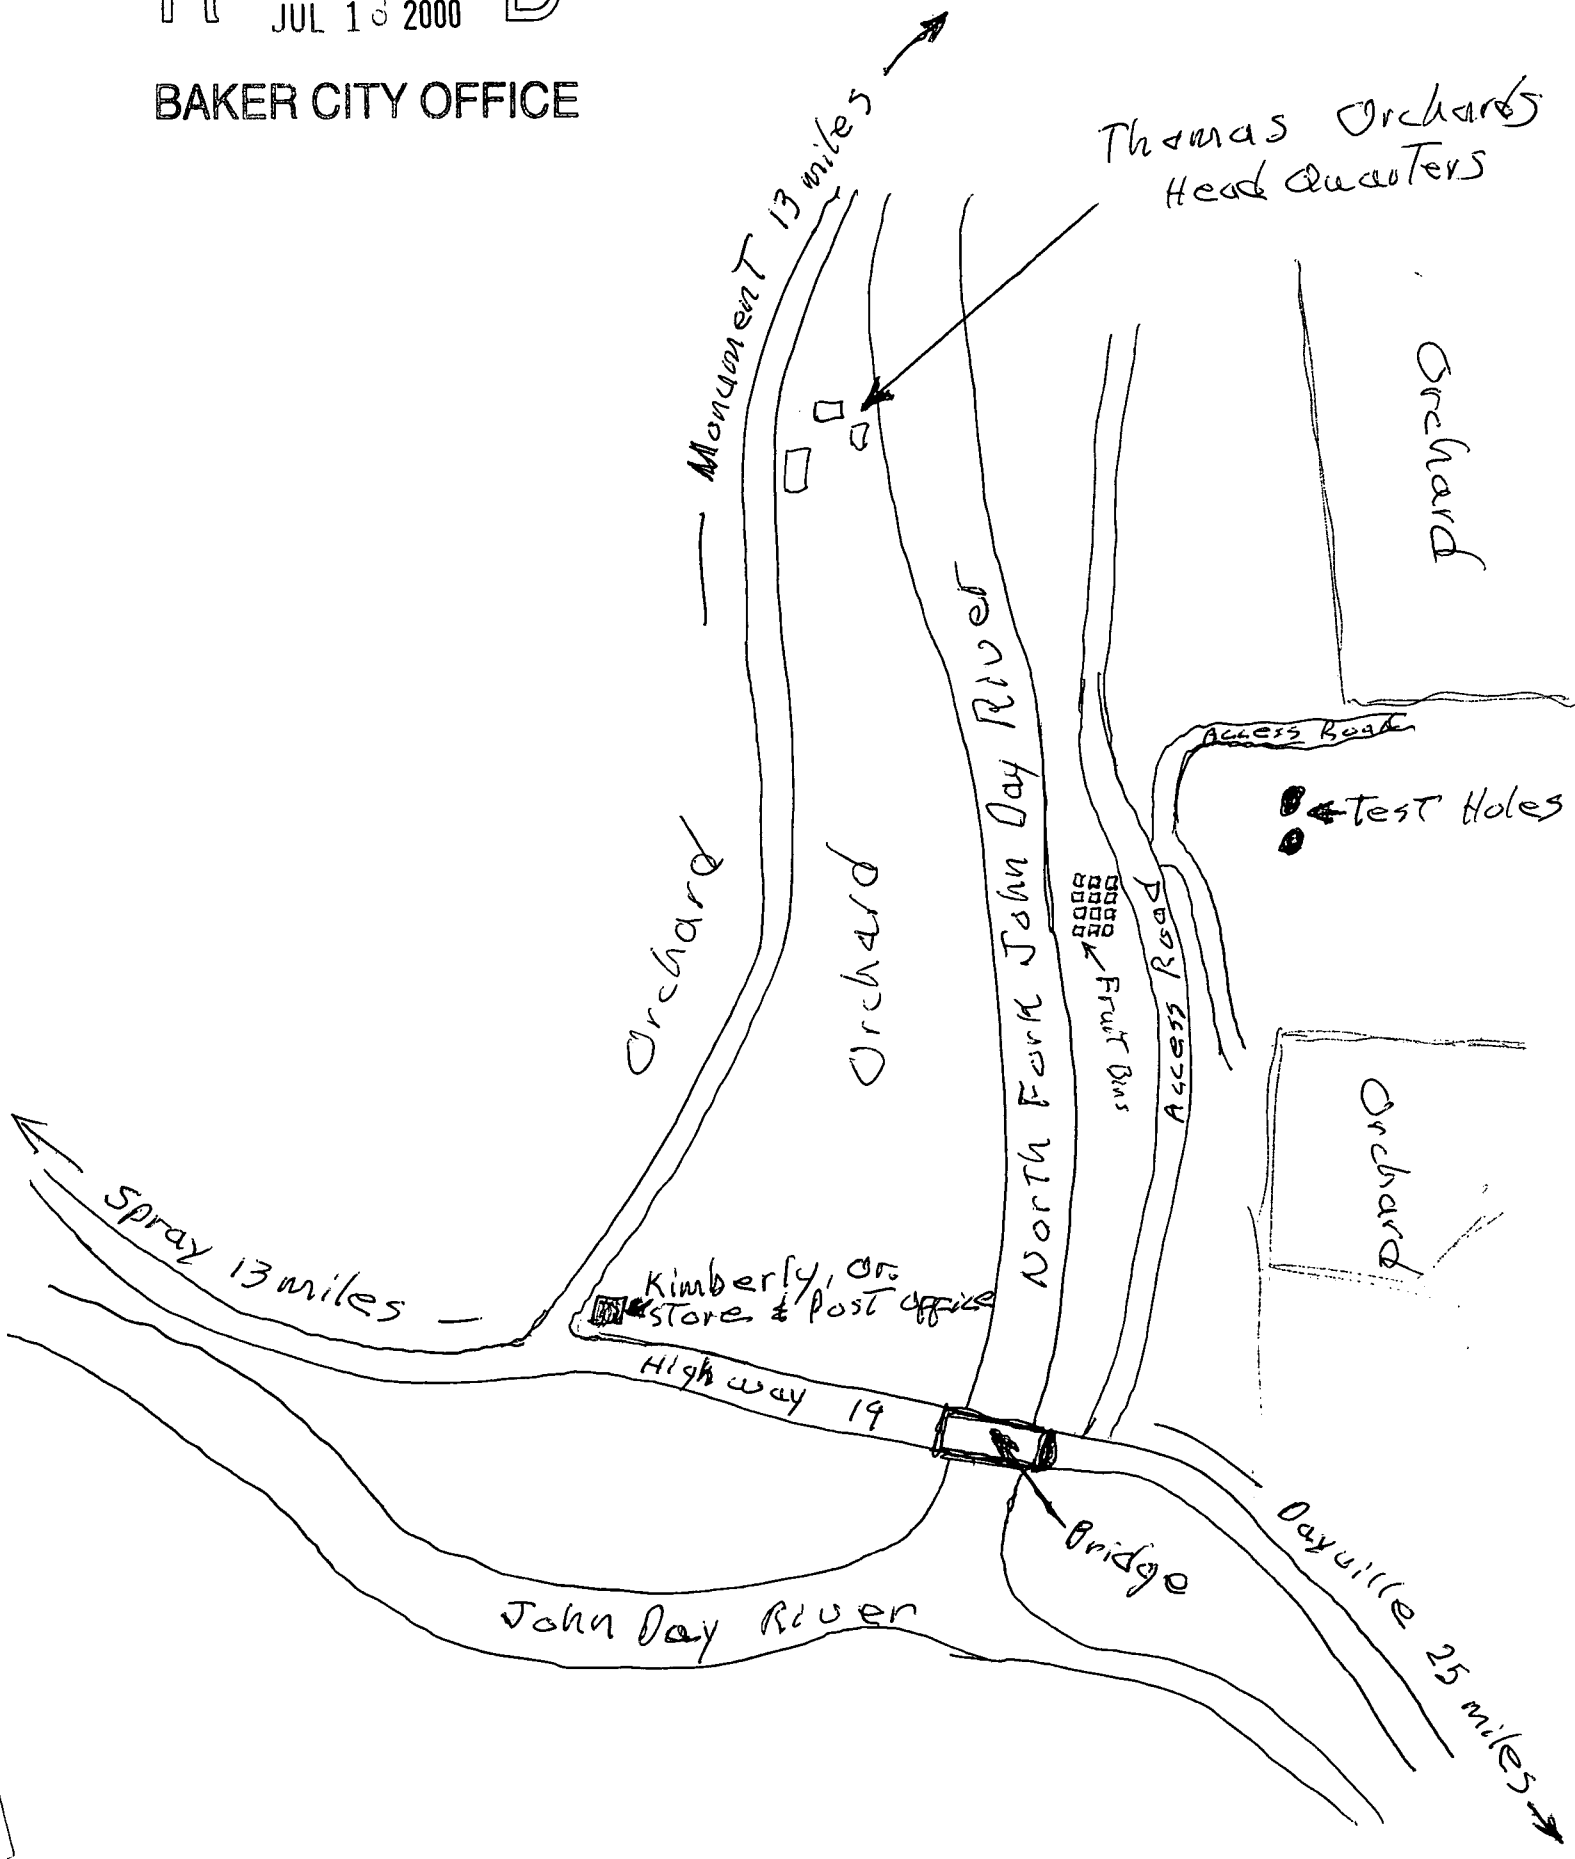 JUL 1 2000
BAKER CITY OFFICE
Monument 13 miles
Thomas Orchards
Head Quarters
Orchard
Access Road
Test Holes
North Fork John Day River
Orchard
Orchard
Fruit Bins
Access Road
Orchard
Spray 13 miles
Kimberly, Or.
Store & Post Office
Highway 19
Bridge
Dayville 25 miles
John Day River